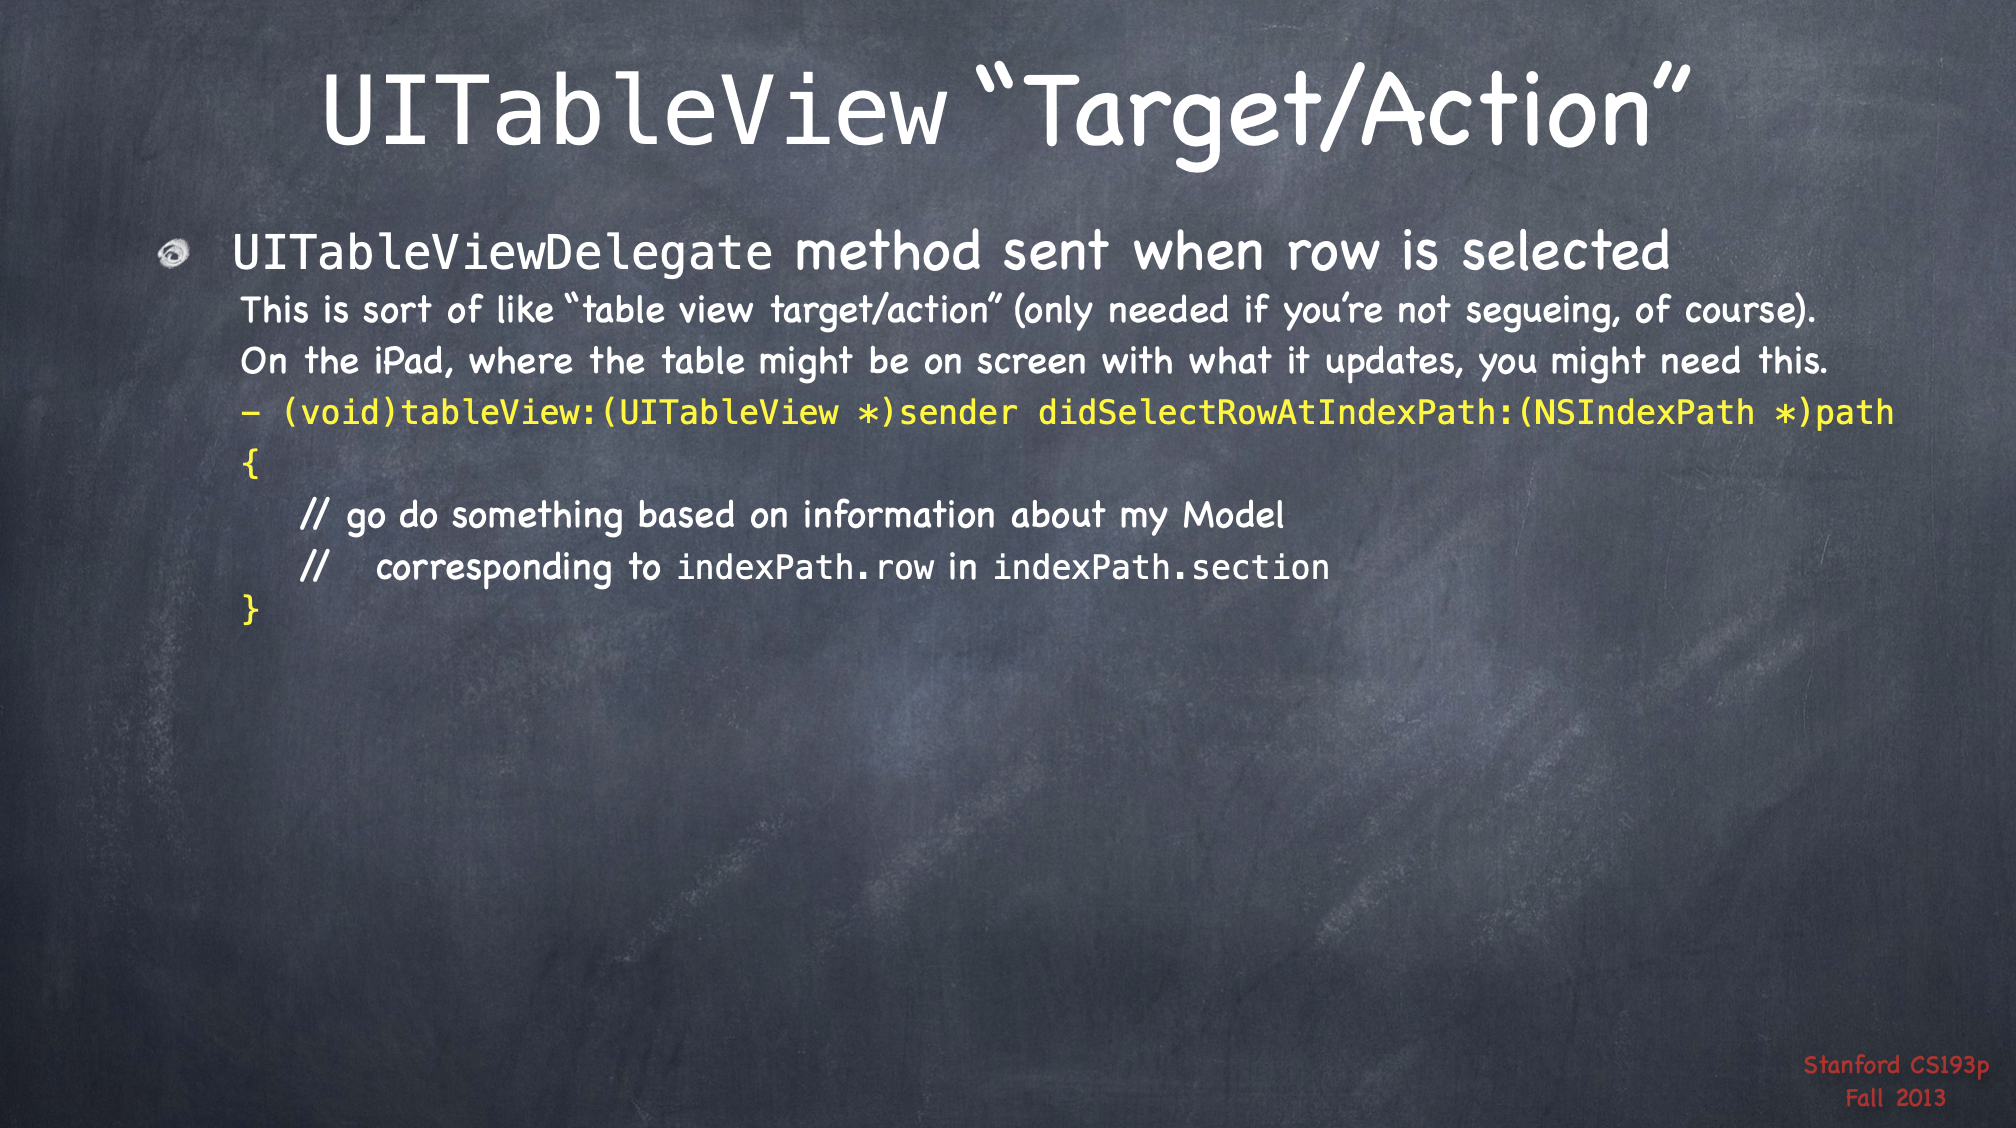 UITableView “Target/Action”
UITableViewDelegate method sent when row is selected
This is sort of like “table view target/action” (only needed if you’re not segueing, of course).
On the iPad, where the table might be on screen with what it updates, you might need this.
- (void)tableView:(UITableView *)sender didSelectRowAtIndexPath:(NSIndexPath *)path
{
// go do something based on information about my Model
// corresponding to indexPath.row in indexPath.section
}
Stanford CS193p
Fall 2013